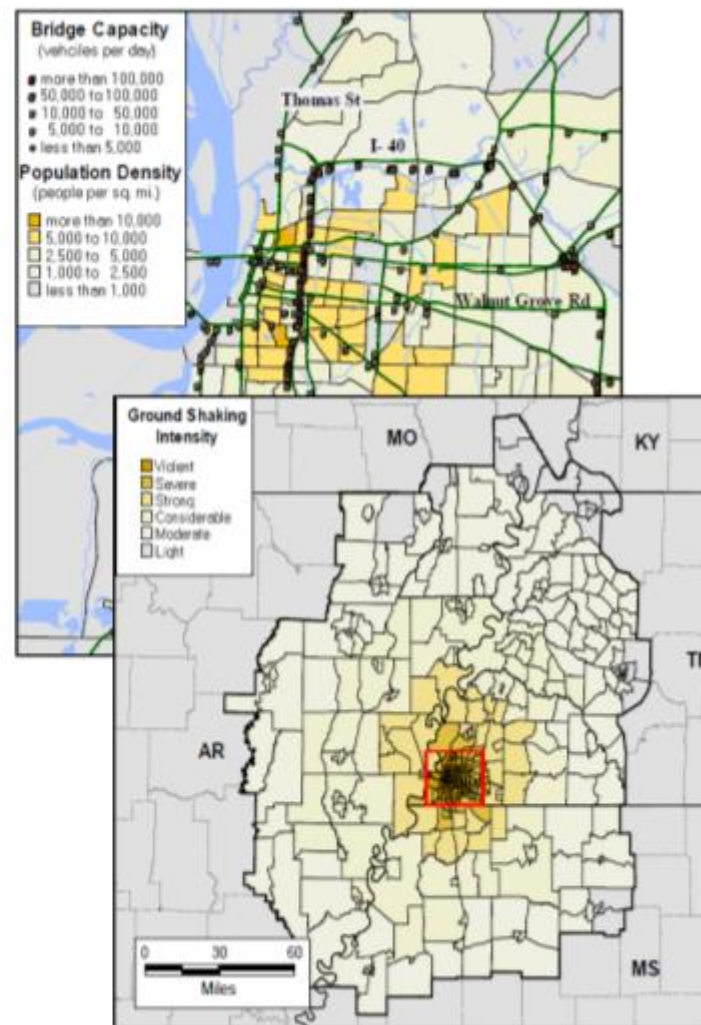 Bridge Capacity
(vehciles per day)
more than 100,000
50,000 to 100,000
10,000 to 50,000
5,000 to 10,000
less than 5,000
Population Density
(people per sq. mi.)
more than 10,000
5,000 to 10,000
2,500 to 5,000
1,000 to 2,500
less than 1,000
Thomas St
I- 40
Walnut Grove Rd
Ground Shaking
Intensity
Violent
Severe
Strong
Considerable
Moderate
Light
MO
KY
TN
AR
MS
0 30 60
Miles